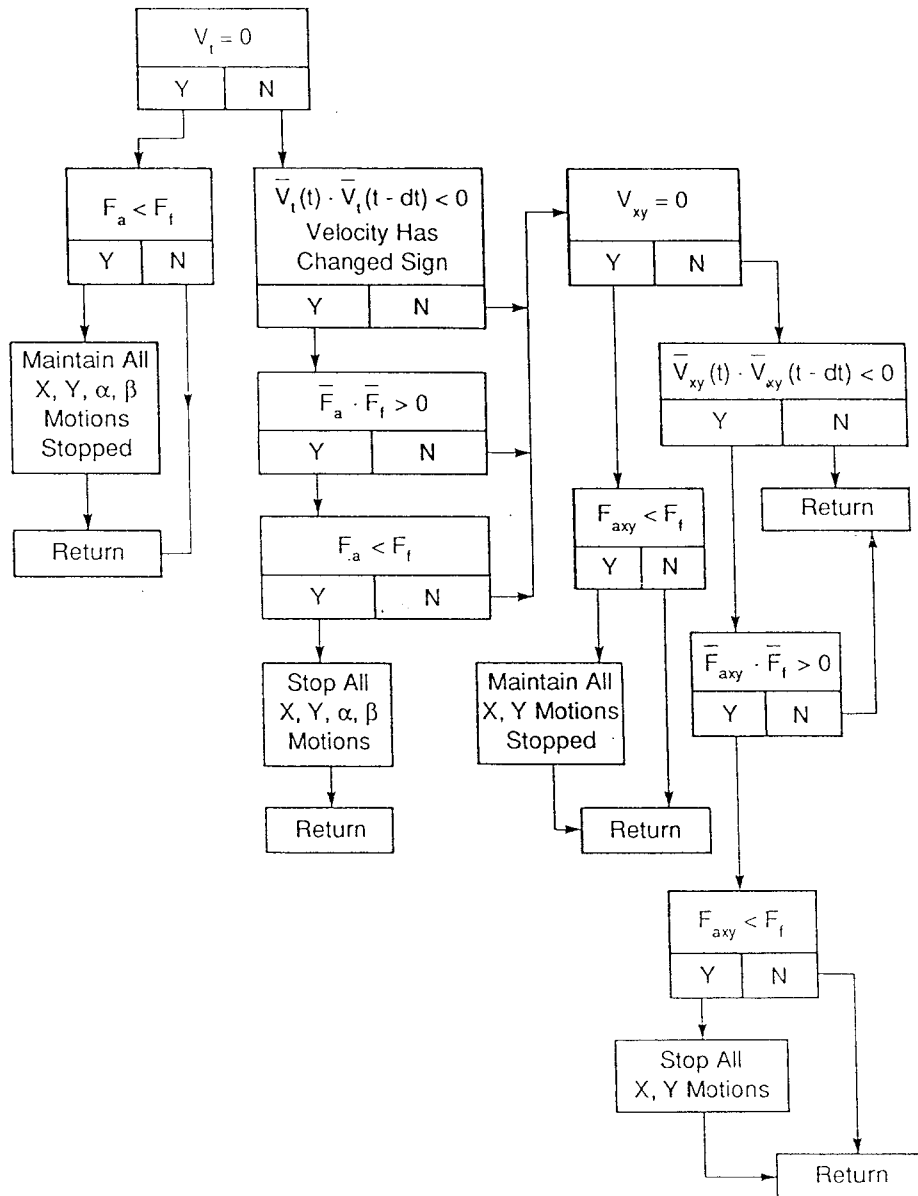 V_t = 0
Y N
F_a < F_f
Y N
Maintain All
X, Y, α, β
Motions
Stopped
Return
V̅_t(t) · V̅_t(t - dt) < 0
Velocity Has
Changed Sign
Y N
F̅_a · F̅_f > 0
Y N
F_.a < F_f
Y N
Stop All
X, Y, α, β
Motions
Return
V_xy = 0
Y N
F_axy < F_f
Y N
Maintain All
X, Y Motions
Stopped
Return
V̅_xy(t) · V̅_xy(t - dt) < 0
Y N
Return
F̅_axy · F̅_f > 0
Y N
F_axy < F_f
Y N
Stop All
X, Y Motions
Return